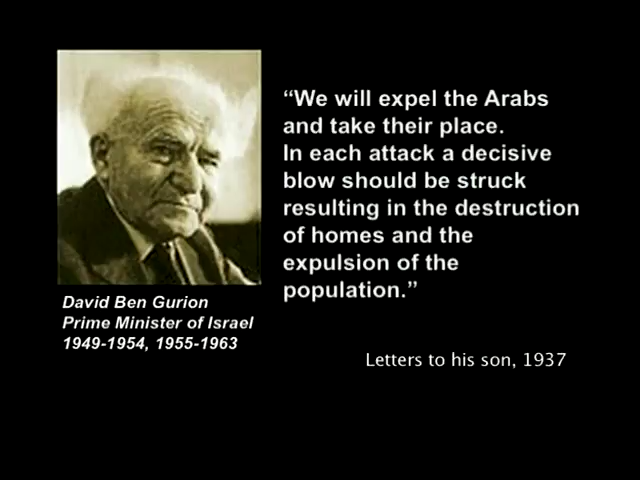 “We will expel the Arabs
and take their place.
In each attack a decisive
blow should be struck
resulting in the destruction
of homes and the
expulsion of the
population.”
David Ben Gurion
Prime Minister of Israel
1949-1954, 1955-1963
Letters to his son, 1937